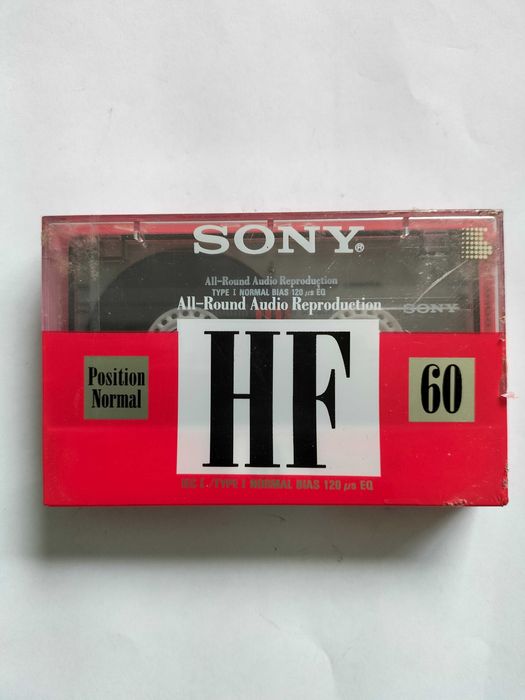 SONY®
All-Round Audio Reproduction
TYPE I NORMAL BIAS 120 µs EQ
All-Round Audio Reproduction
SONY
Position
Normal
HF
60
IEC I/TYPE I NORMAL BIAS 120 µs EQ